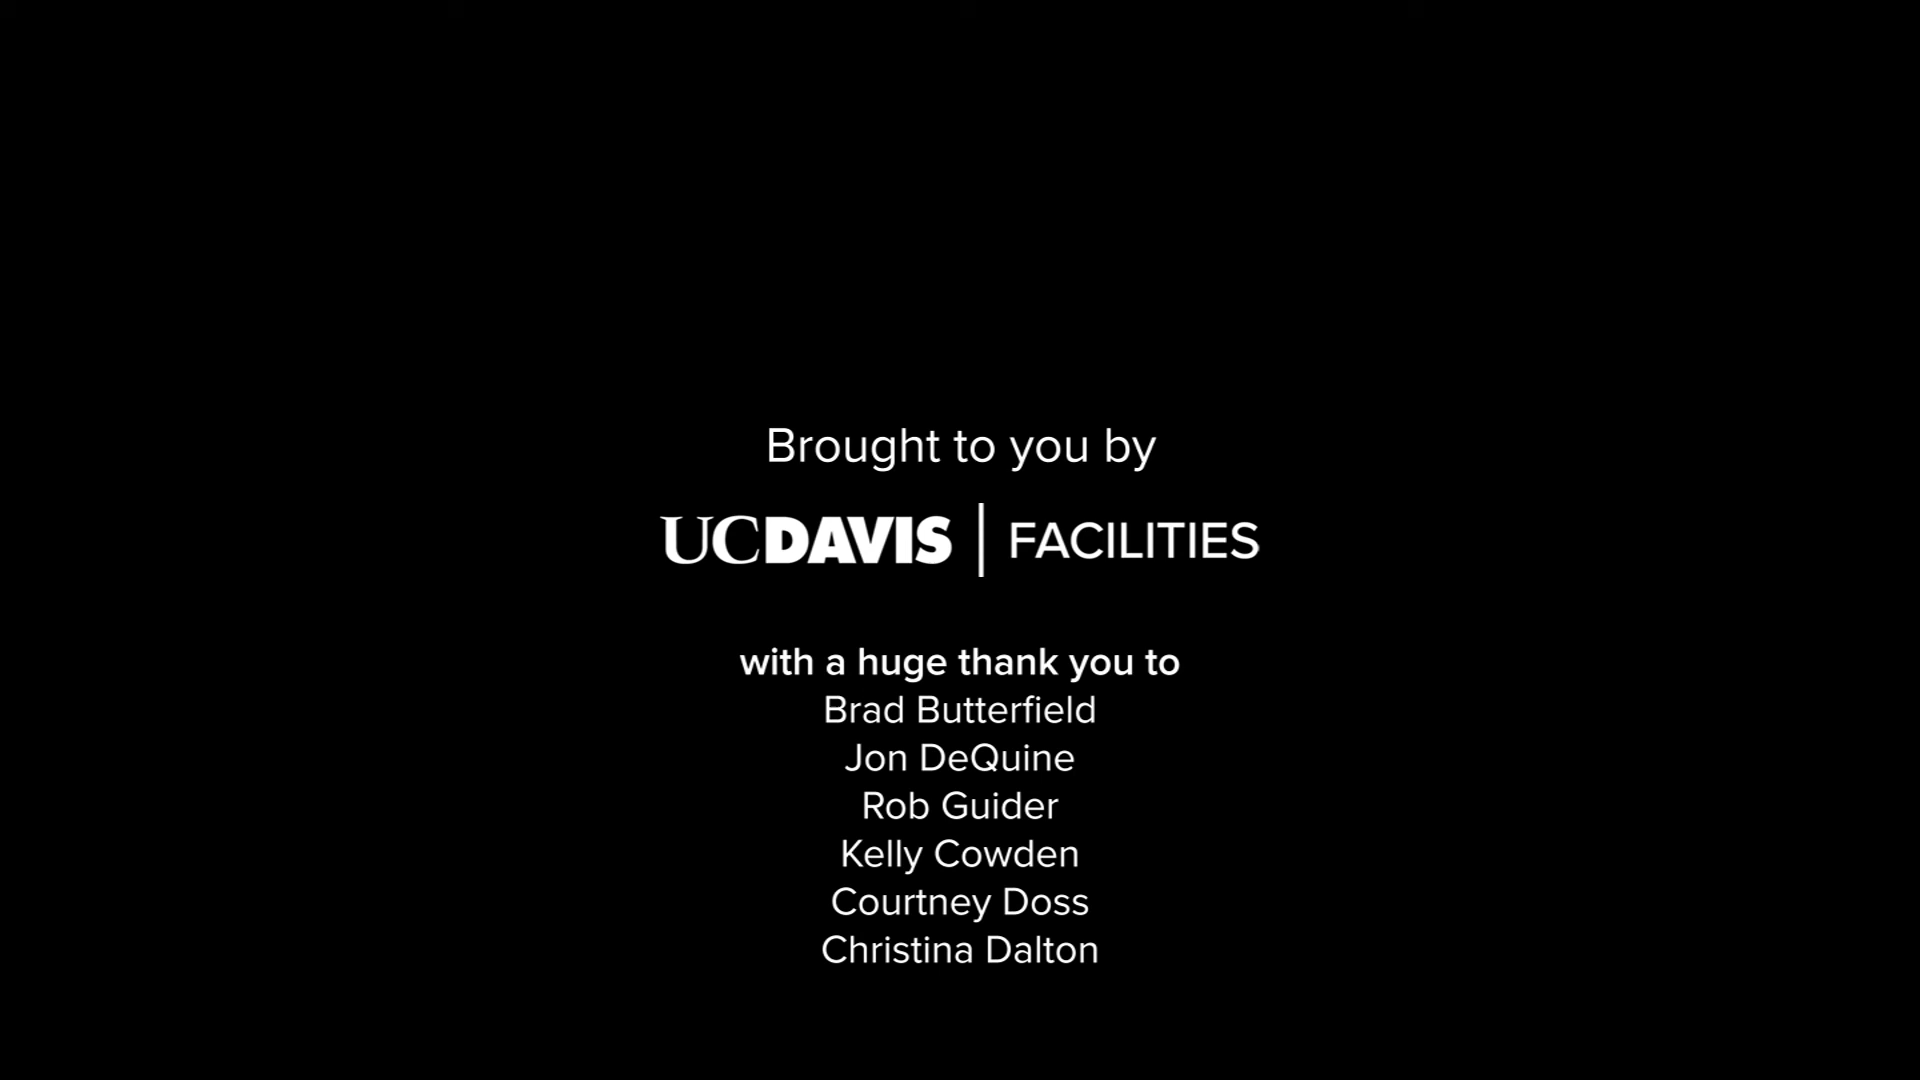 Brought to you by
UCDAVIS | FACILITIES
with a huge thank you to
Brad Butterfield
Jon DeQuine
Rob Guider
Kelly Cowden
Courtney Doss
Christina Dalton